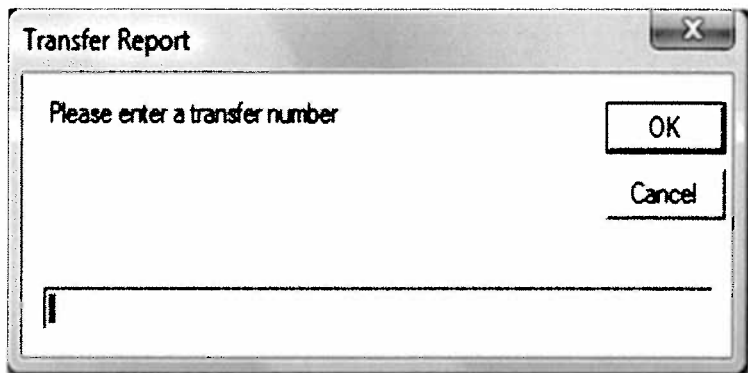 Transfer Report
X
Please enter a transfer number
OK
Cancel